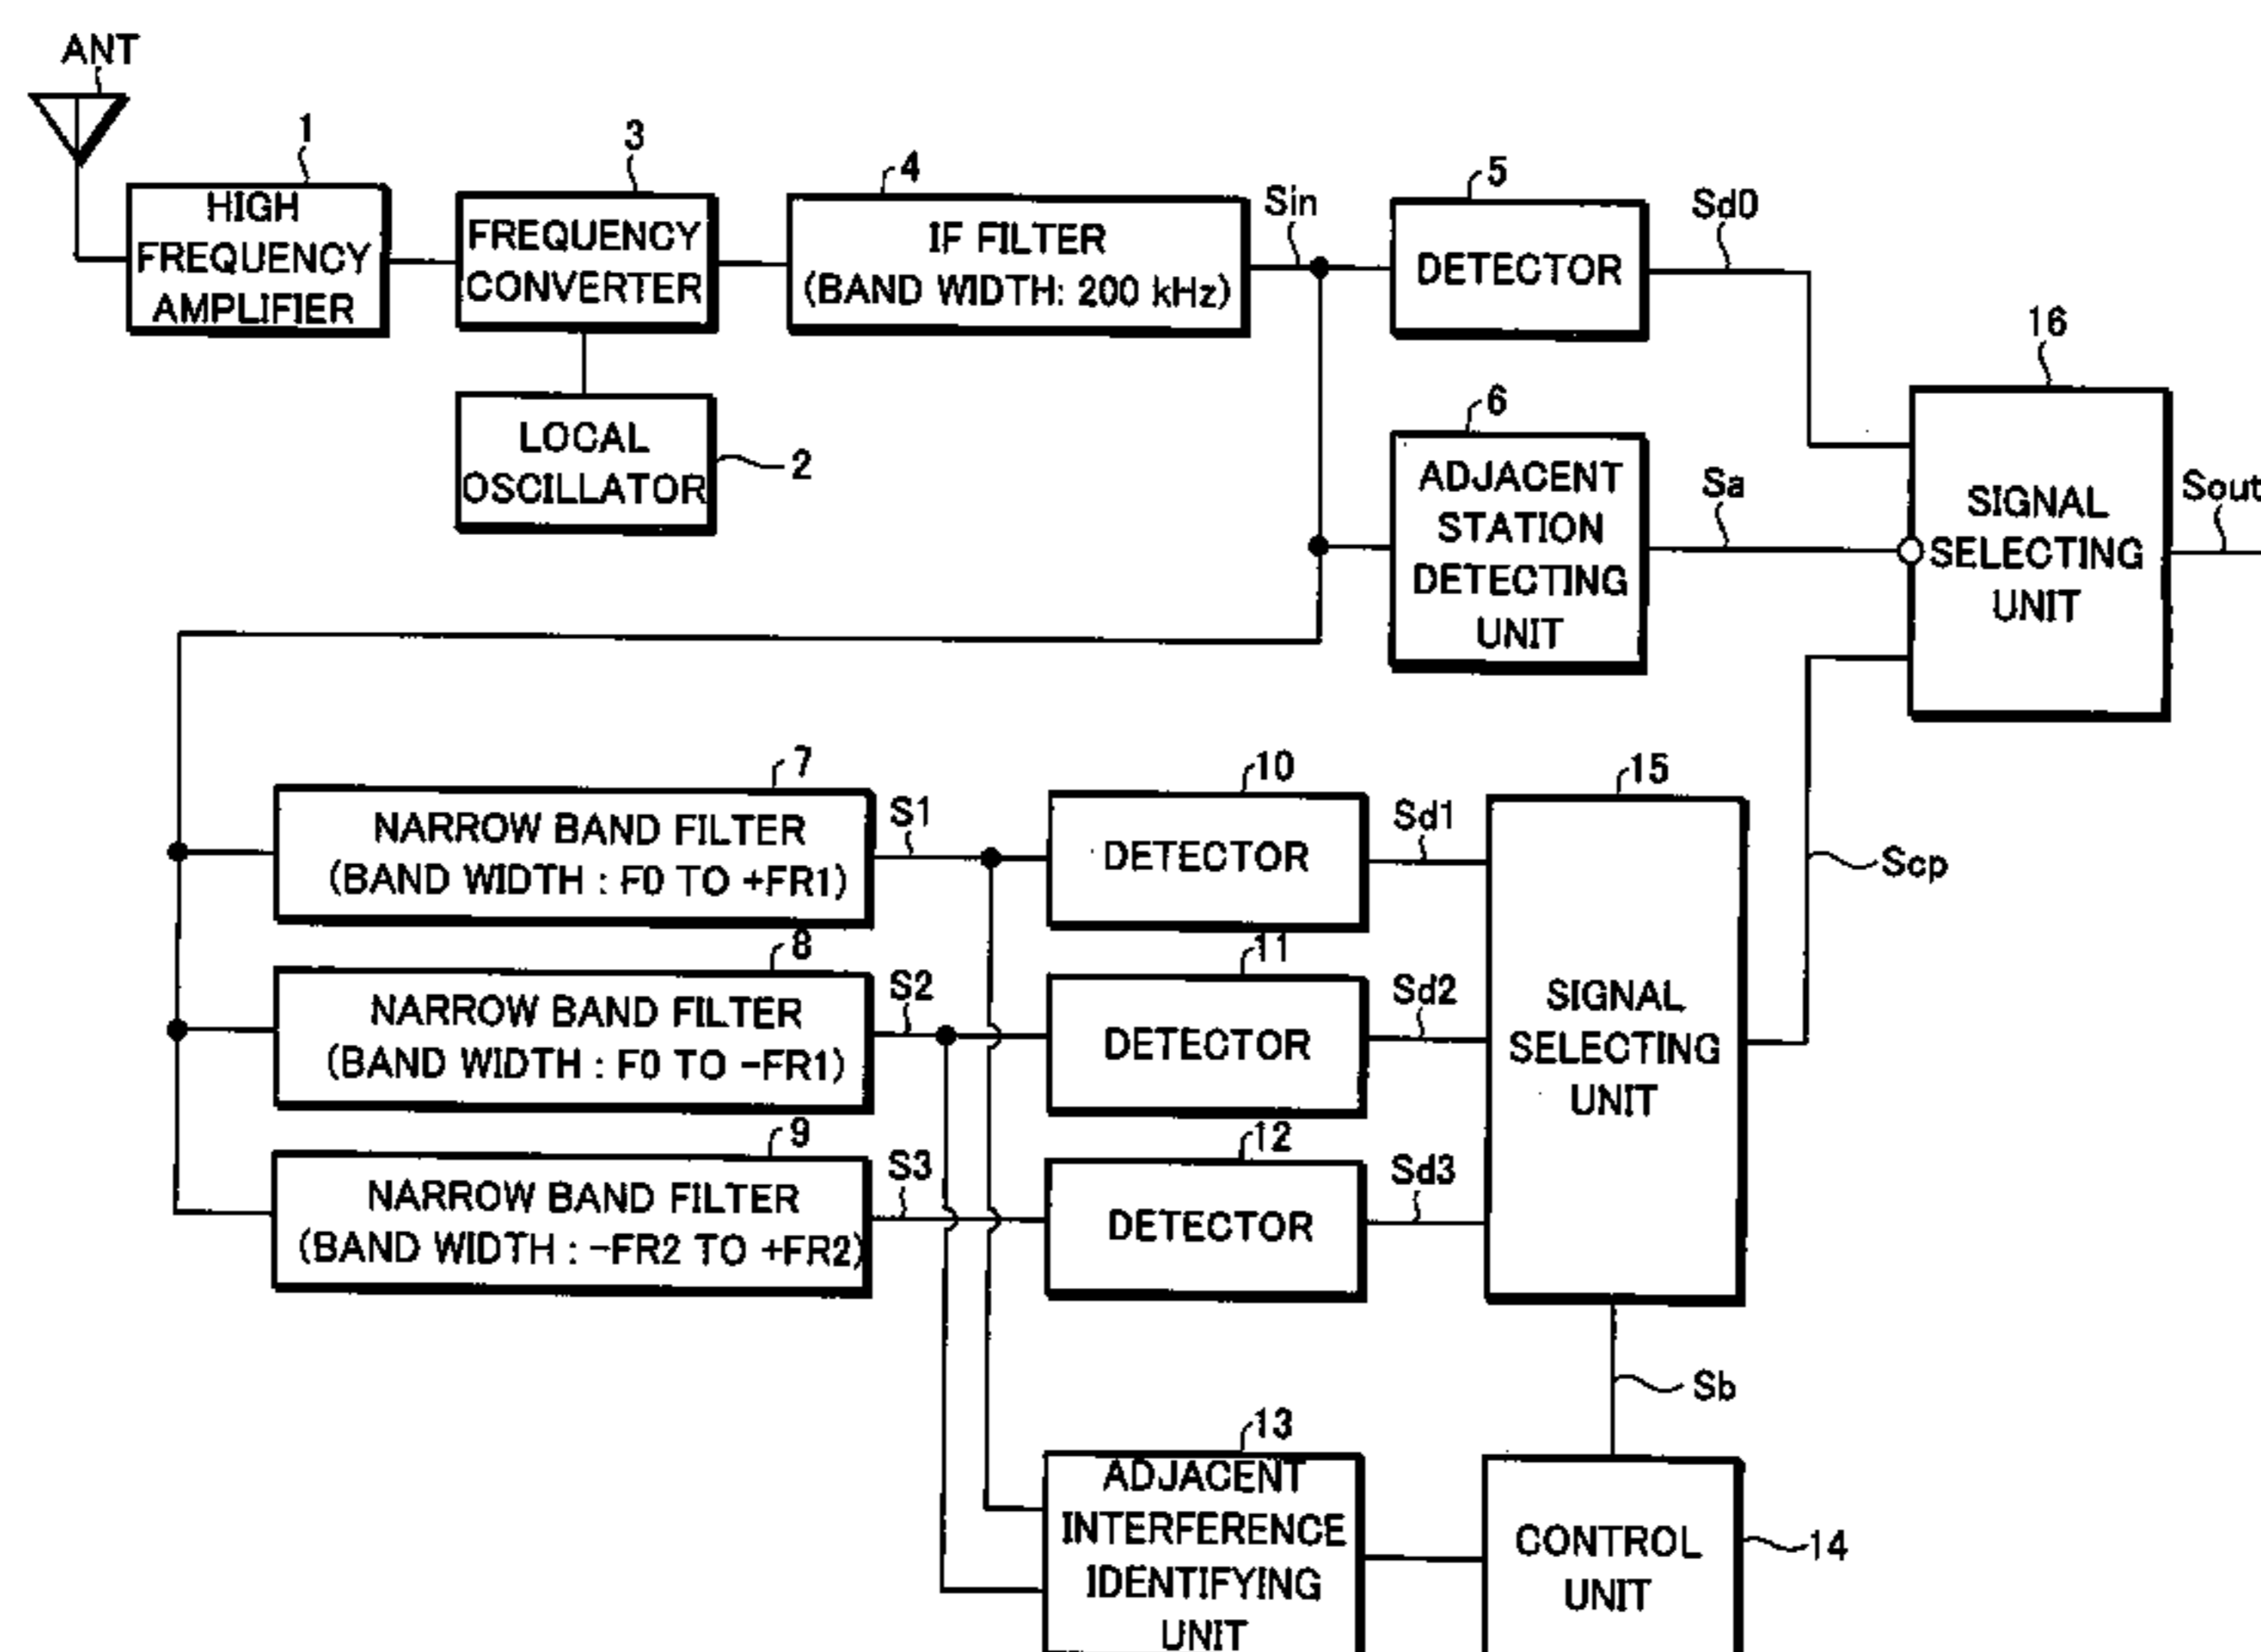 ANT
1
HIGH
FREQUENCY
AMPLIFIER
3
FREQUENCY
CONVERTER
LOCAL
OSCILLATOR
2
4
IF FILTER
(BAND WIDTH: 200 kHz)
Sin
5
DETECTOR
Sd0
6
ADJACENT
STATION
DETECTING
UNIT
Sa
16
SIGNAL
SELECTING
UNIT
Sout
7
NARROW BAND FILTER
(BAND WIDTH : F0 TO +FR1)
S1
10
DETECTOR
Sd1
8
NARROW BAND FILTER
(BAND WIDTH : F0 TO -FR1)
S2
11
DETECTOR
Sd2
9
NARROW BAND FILTER
(BAND WIDTH : -FR2 TO +FR2)
S3
12
DETECTOR
Sd3
15
SIGNAL
SELECTING
UNIT
Scp
Sb
13
ADJACENT
INTERFERENCE
IDENTIFYING
UNIT
CONTROL
UNIT
14